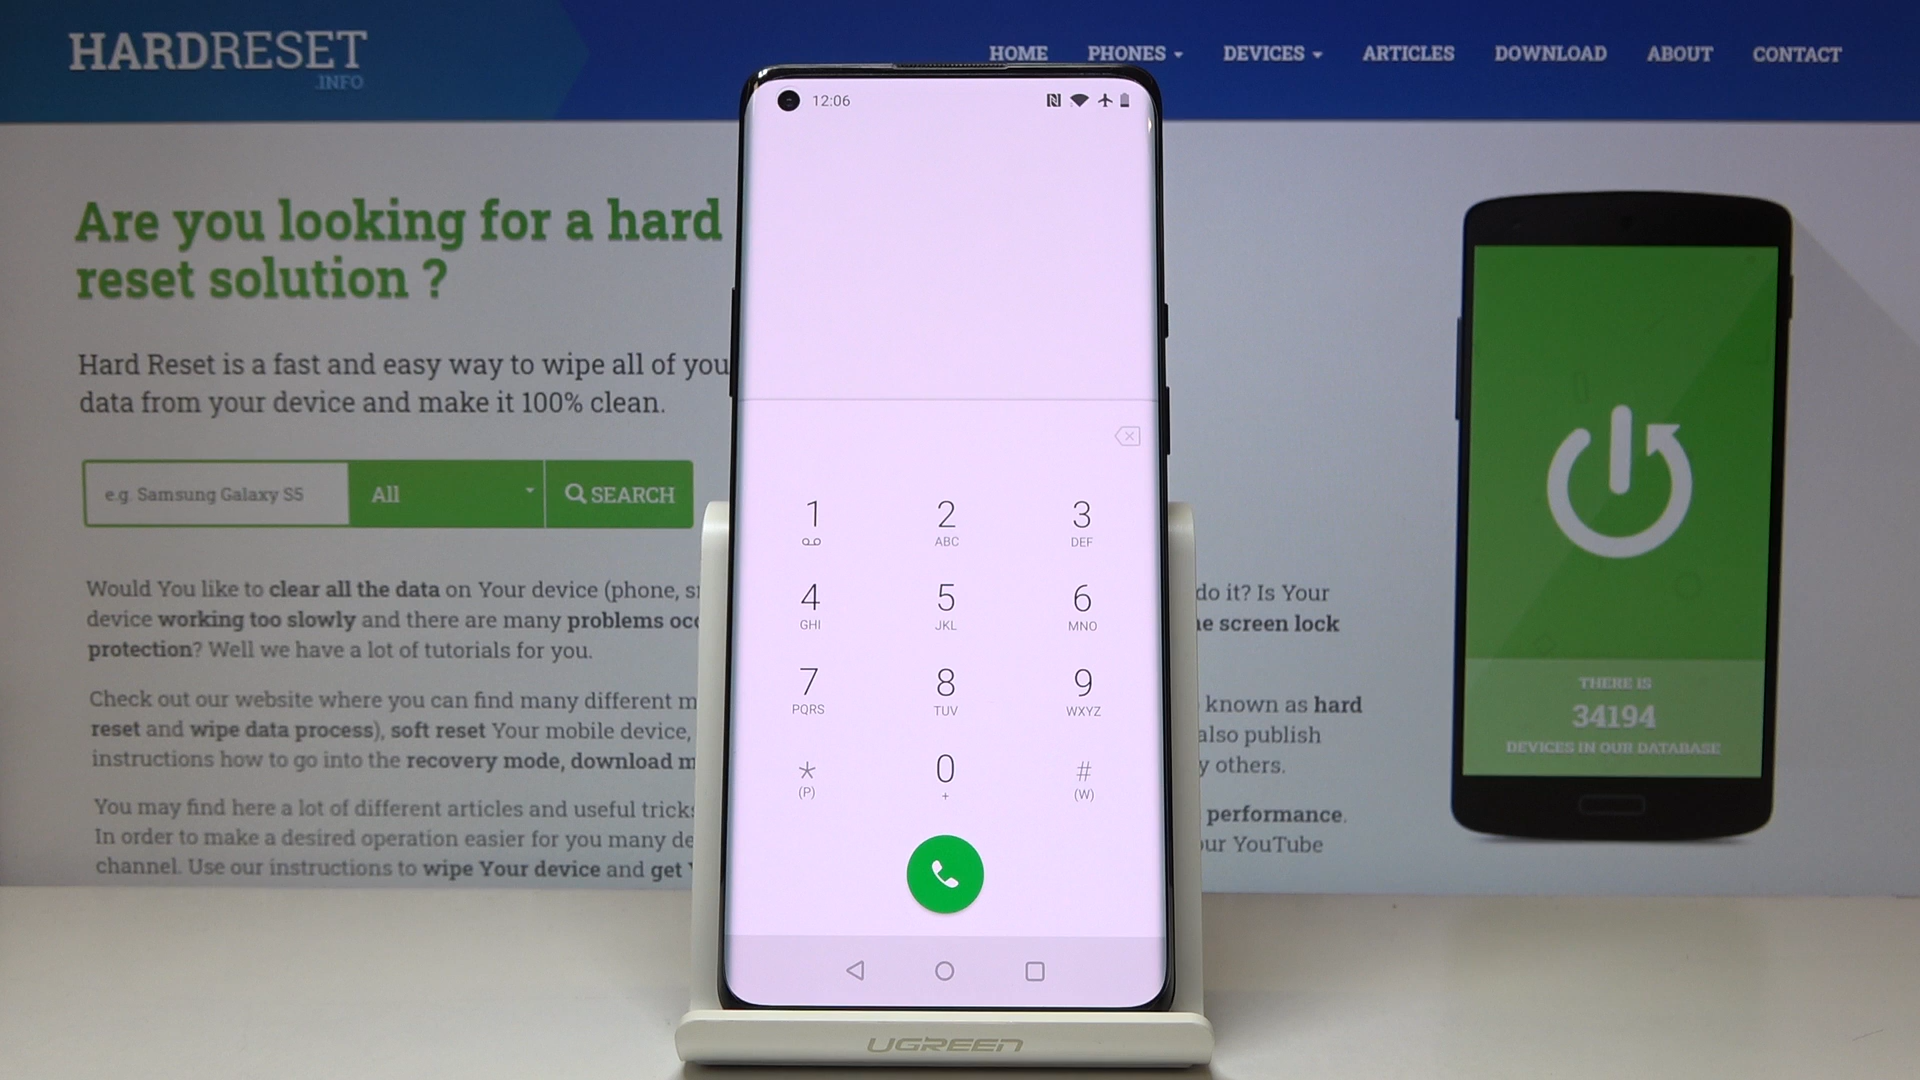 HARDRESET
.INFO
HOME PHONES DEVICES ARTICLES DOWNLOAD ABOUT CONTACT
12:06
Are you looking for a hard
reset solution ?
Hard Reset is a fast and easy way to wipe all of you
data from your device and make it 100% clean.
e.g. Samsung Galaxy S5 All SEARCH
Would You like to clear all the data on Your device (phone,
device working too slowly and there are many problems
protection? Well we have a lot of tutorials for you.
Check out our website where you can find many different
reset and wipe data process), soft reset Your mobile device,
instructions how to go into the recovery mode, download
You may find here a lot of different articles and useful tricks
In order to make a desired operation easier for you many
channel. Use our instructions to wipe Your device and get
1 2 3
ABC DEF
4 5 6
GHI JKL MNO
7 8 9
PQRS TUV WXYZ
* 0 #
(P) + (W)
do it? Is Your
screen lock
known as hard
also publish
others.
performance.
YouTube
THERE IS
34194
DEVICES IN OUR DATABASE
UGREEN